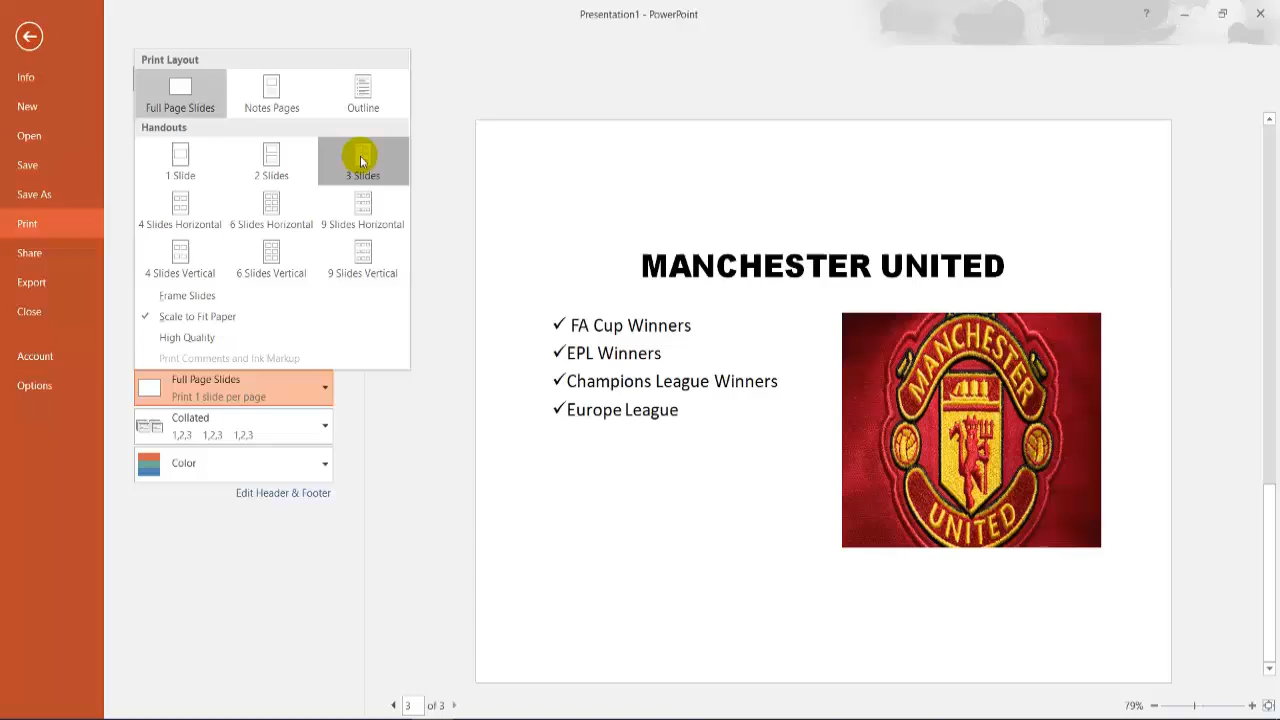 Presentation1 - PowerPoint
?
Info
New
Open
Save
Save As
Print
Share
Export
Close
Account
Options
Print Layout
Full Page Slides
Notes Pages
Outline
Handouts
1 Slide
2 Slides
3 Slides
4 Slides Horizontal
6 Slides Horizontal
9 Slides Horizontal
4 Slides Vertical
6 Slides Vertical
9 Slides Vertical
Frame Slides
Scale to Fit Paper
High Quality
Print Comments and Ink Markup
Full Page Slides
Print 1 slide per page
Collated
1,2,3 1,2,3 1,2,3
Color
Edit Header & Footer
MANCHESTER UNITED
✓ FA Cup Winners
✓EPL Winners
✓Champions League Winners
✓Europe League
MANCHESTER
UNITED
3 of 3
79%